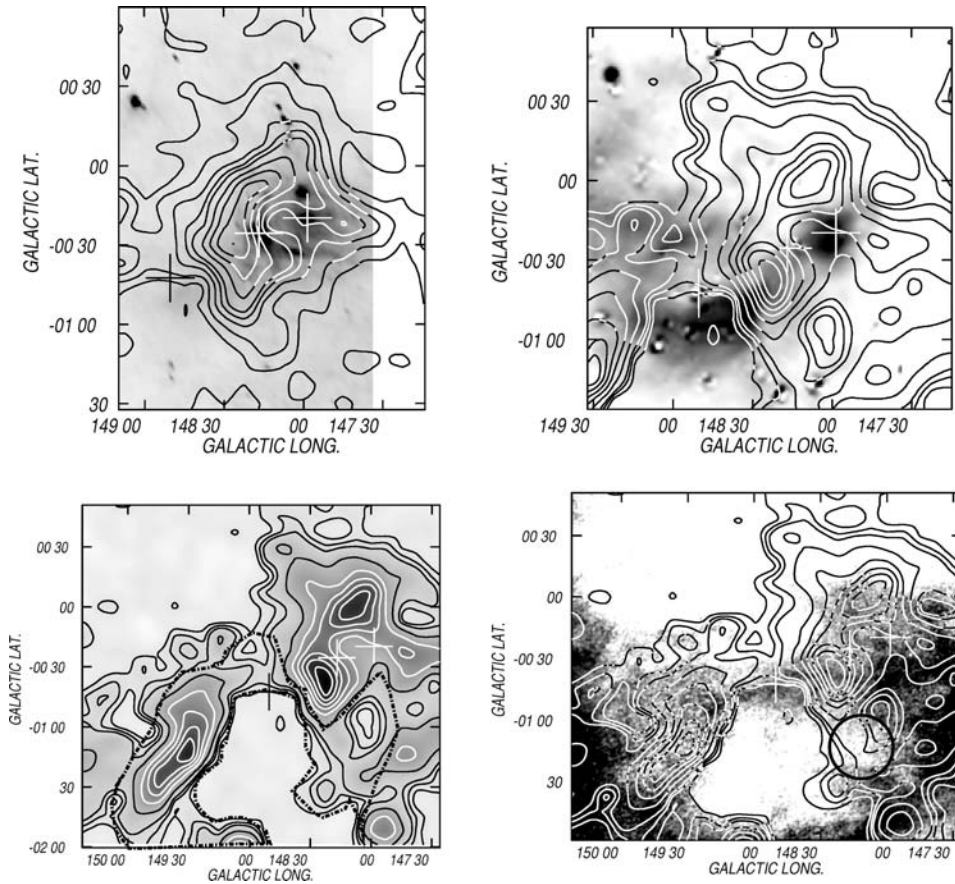 00 30
00
-00 30
-01 00
30
GALACTIC LAT.
149 00 148 30 00 147 30
GALACTIC LONG.
00 30
00
-00 30
-01 00
GALACTIC LAT.
149 30 00 148 30 00 147 30
GALACTIC LONG.
00 30
00
-00 30
-01 00
30
-02 00
GALACTIC LAT.
150 00 149 30 00 148 30 00 147 30
GALACTIC LONG.
00 30
00
-00 30
-01 00
30
GALACTIC LAT.
150 00 149 30 00 148 30 00 147 30
GALACTIC LONG.